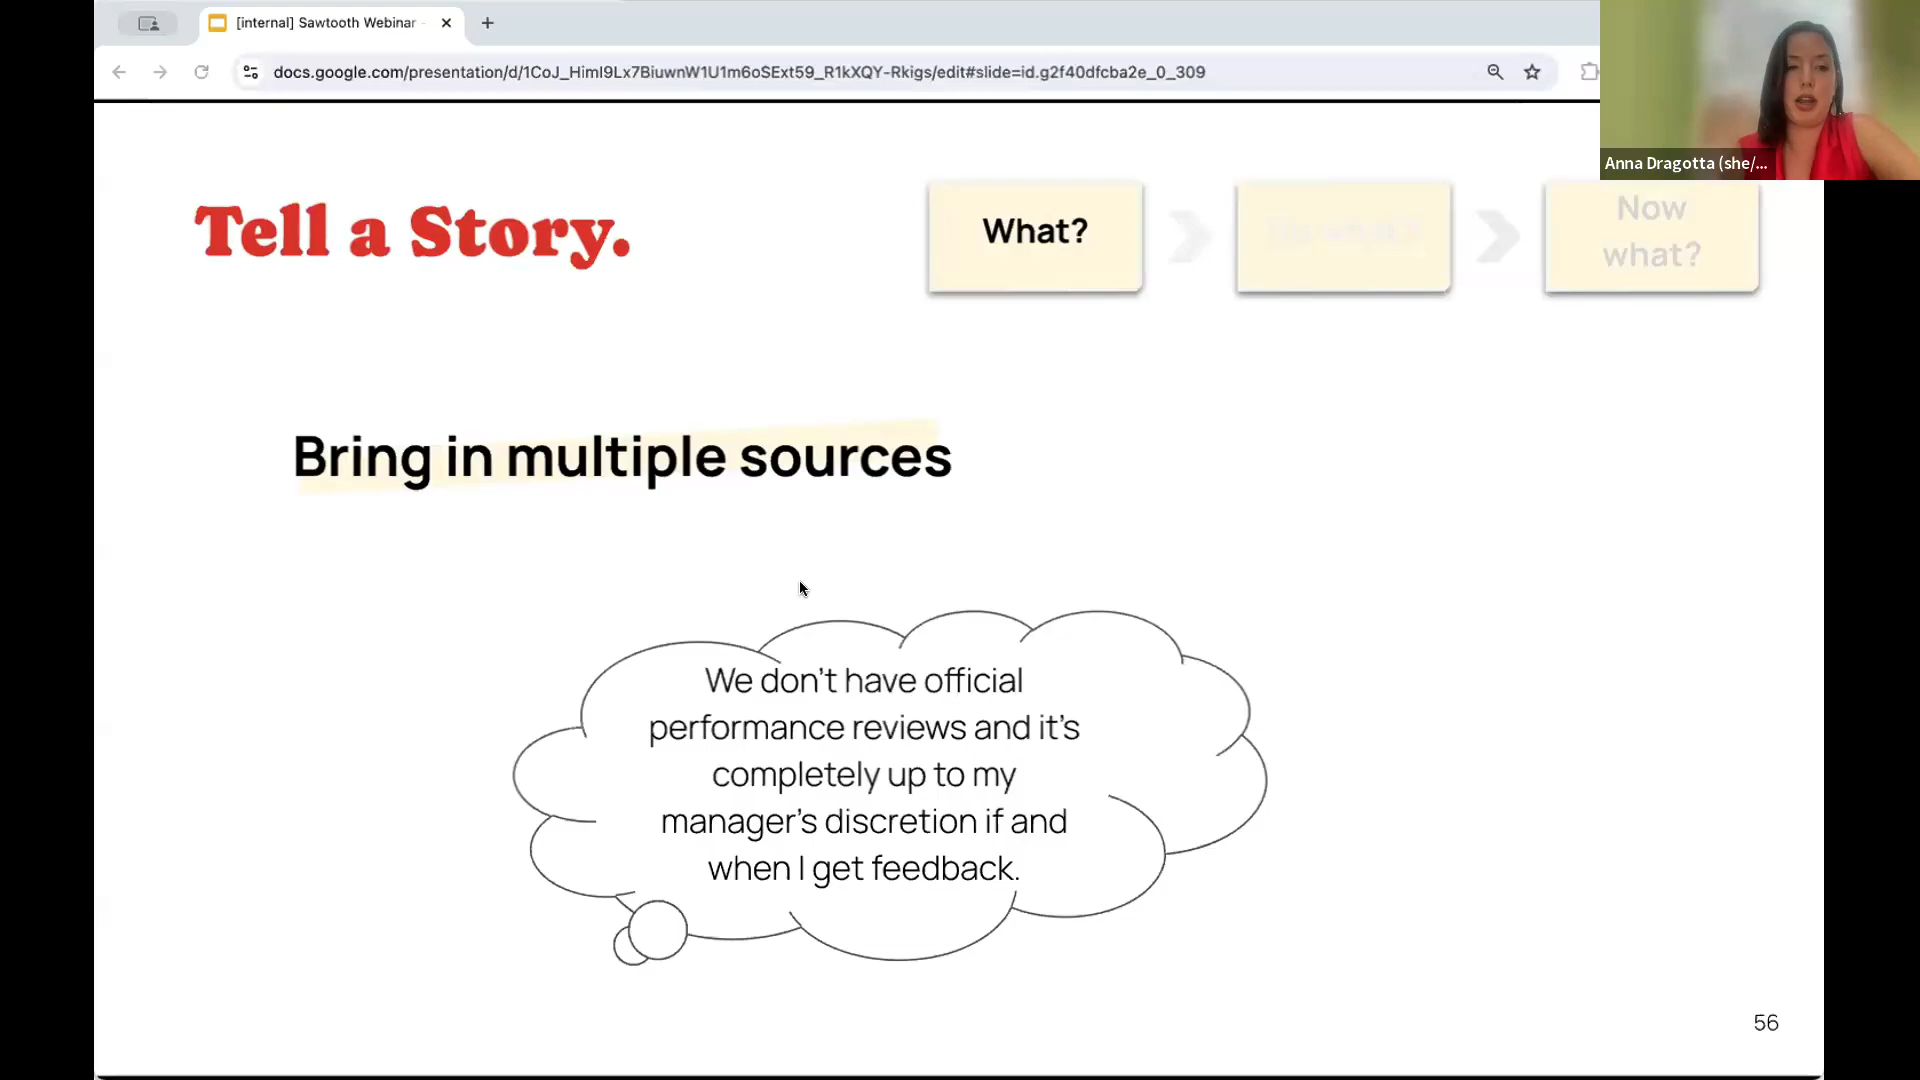 [internal] Sawtooth Webinar
docs.google.com/presentation/d/1CoJ_HimI9Lx7BiuwnW1U1m6oSExt59_R1kXQY-Rkigs/edit#slide=id.g2f40dfcba2e_0_309
Anna Dragotta (she/...
Tell a Story.
What?
Now
what?
Bring in multiple sources
We don't have official
performance reviews and it's
completely up to my
manager's discretion if and
when I get feedback.
56